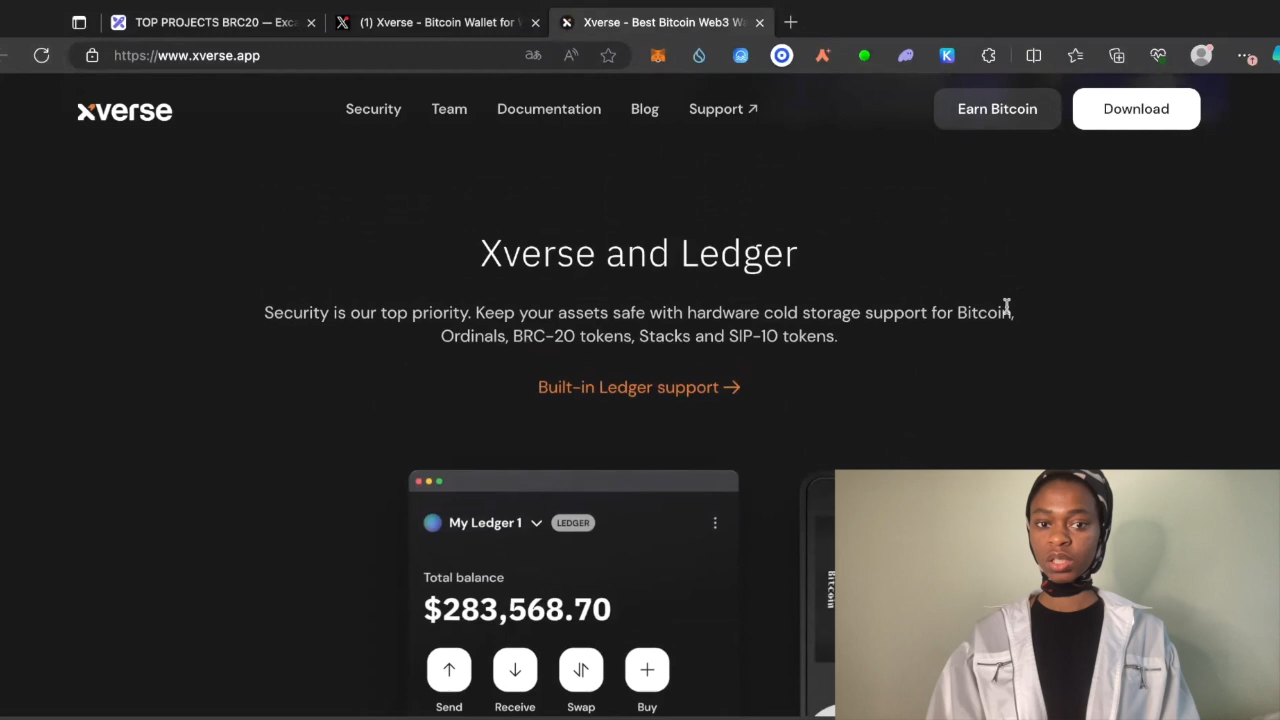 TOP PROJECTS BRC20 — Exca
(1) Xverse - Bitcoin Wallet for
Xverse - Best Bitcoin Web3 Wa
https://www.xverse.app
xverse
Security
Team
Documentation
Blog
Support ↗
Earn Bitcoin
Download
Xverse and Ledger
Security is our top priority. Keep your assets safe with hardware cold storage support for Bitcoin,
Ordinals, BRC-20 tokens, Stacks and SIP-10 tokens.
Built-in Ledger support →
My Ledger 1
LEDGER
Total balance
$283,568.70
Send
Receive
Swap
Buy
Bitcoin